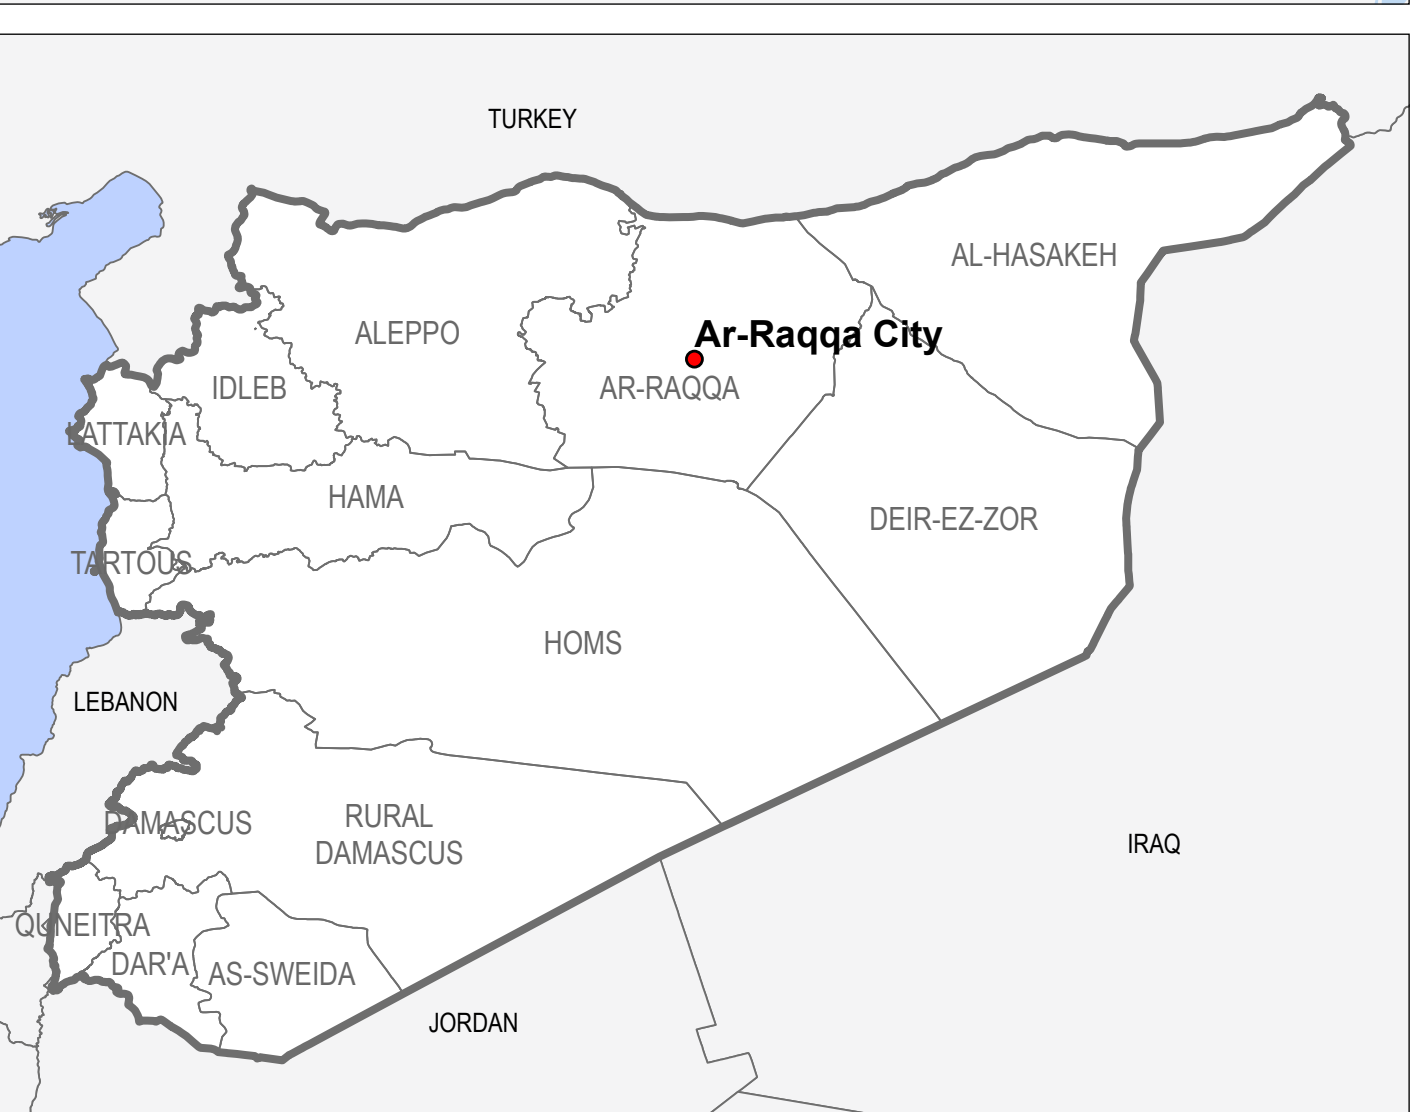 TURKEY
AL-HASAKEH
ALEPPO
Ar-Raqqa City
IDLEB
AR-RAQQA
LATTAKIA
HAMA
DEIR-EZ-ZOR
TARTOUS
HOMS
LEBANON
DAMASCUS
RURAL
DAMASCUS
IRAQ
QUNEITRA
DAR'A
AS-SWEIDA
JORDAN